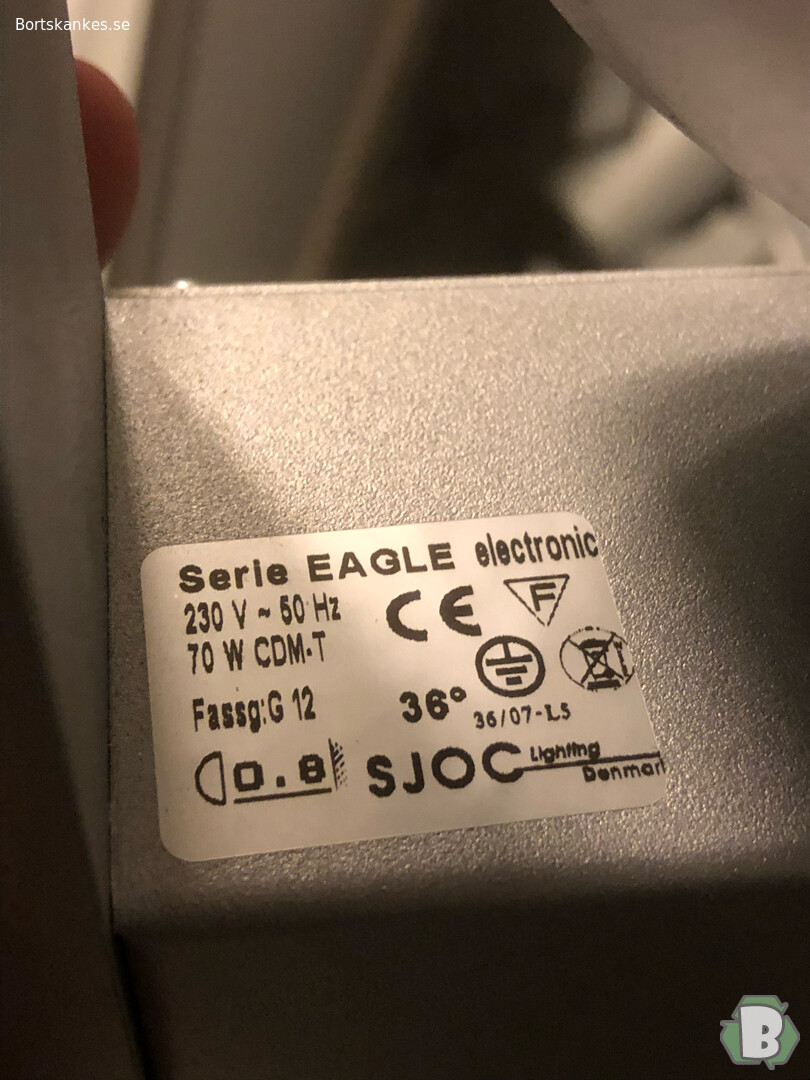 Bortskankes.se
Serie EAGLE electronic
230 V ~ 50 Hz
CE
F
70 W CDM-T
Fassg:G 12
36°
36/07-LS
0.8
SJOC Lighting
Denmark
B